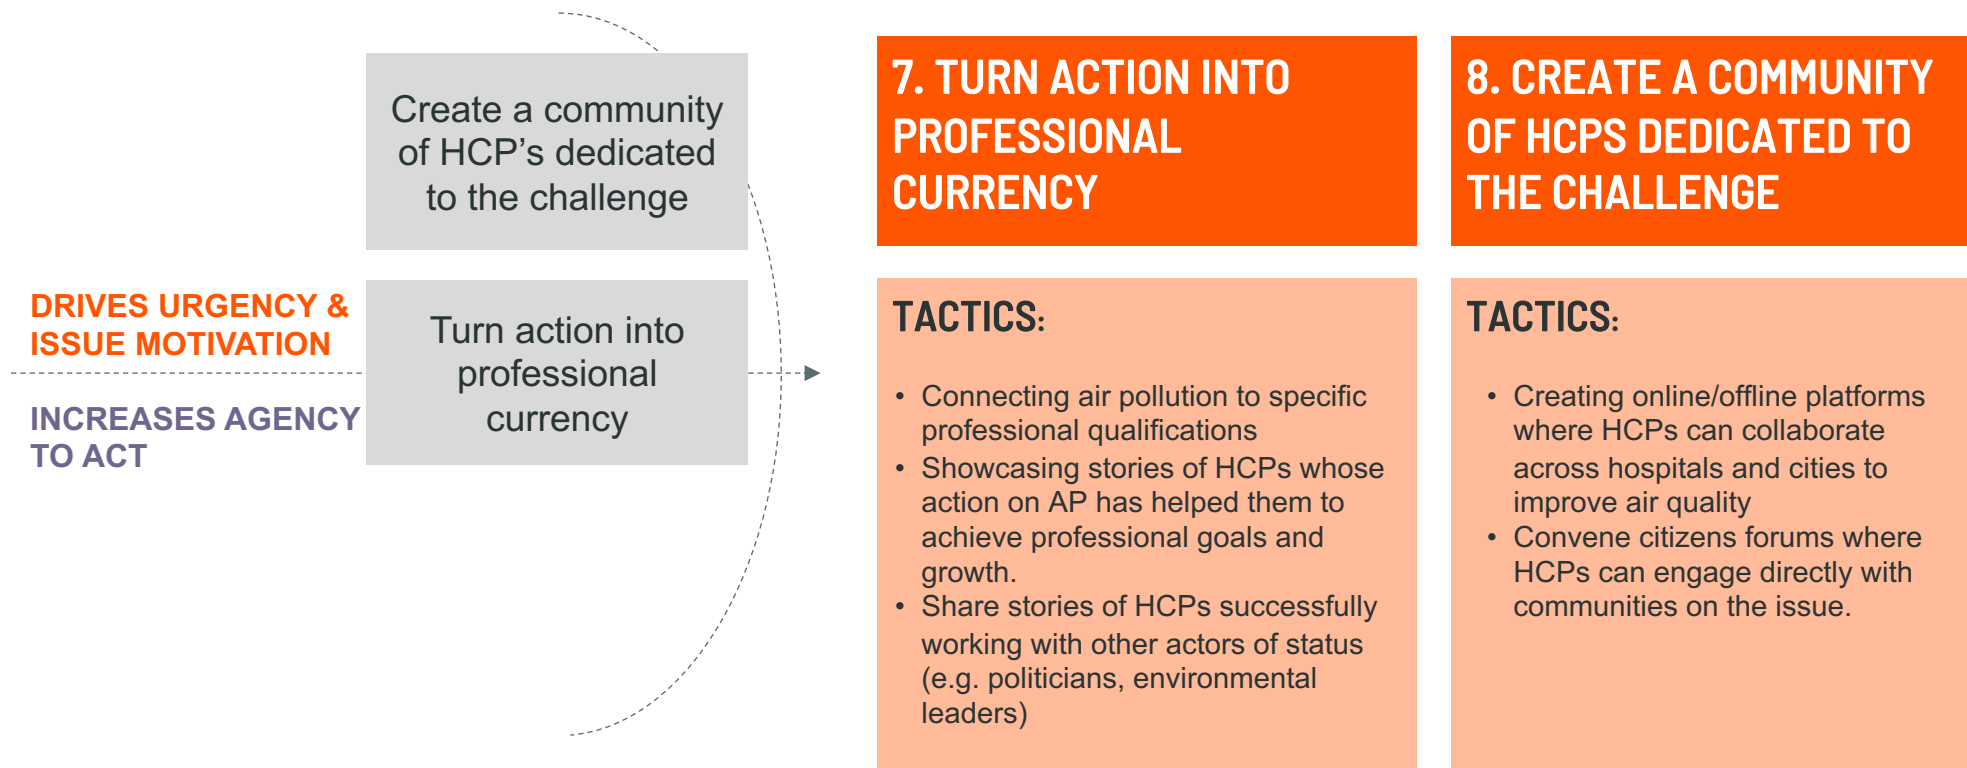 Create a community
of HCP’s dedicated
to the challenge
DRIVES URGENCY &
ISSUE MOTIVATION
INCREASES AGENCY
TO ACT
Turn action into
professional
currency
7. TURN ACTION INTO
PROFESSIONAL
CURRENCY
TACTICS:
• Connecting air pollution to specific
professional qualifications
• Showcasing stories of HCPs whose
action on AP has helped them to
achieve professional goals and
growth.
• Share stories of HCPs successfully
working with other actors of status
(e.g. politicians, environmental
leaders)
8. CREATE A COMMUNITY
OF HCPS DEDICATED TO
THE CHALLENGE
TACTICS:
• Creating online/offline platforms
where HCPs can collaborate
across hospitals and cities to
improve air quality
• Convene citizens forums where
HCPs can engage directly with
communities on the issue.